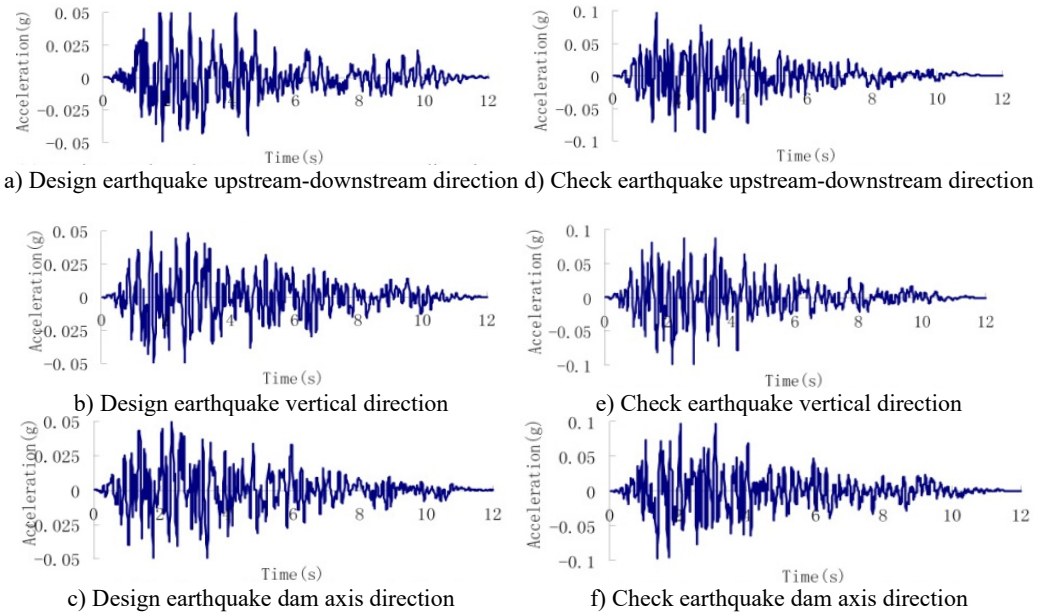 Acceleration(g)
0.05
0.025
0
-0.025
-0.05
0 2 4 6 8 10 12
Time(s)
Acceleration(g)
0.1
0.05
0
-0.05
-0.1
0 2 4 6 8 10 12
Time(s)
a) Design earthquake upstream-downstream direction d) Check earthquake upstream-downstream direction
Acceleration(g)
0.05
0.025
0
-0.025
-0.05
0 2 4 6 8 10 12
Time(s)
Acceleration(g)
0.1
0.05
0
-0.05
-0.1
0 2 4 6 8 10 12
Time(s)
b) Design earthquake vertical direction
e) Check earthquake vertical direction
Acceleration(g)
0.05
0.025
0
0.025
-0.05
0 2 4 6 8 10 12
Time(s)
Acceleration(g)
0.1
0.05
0
-0.05
-0.1
0 2 4 6 8 10 12
Time(s)
c) Design earthquake dam axis direction
f) Check earthquake dam axis direction